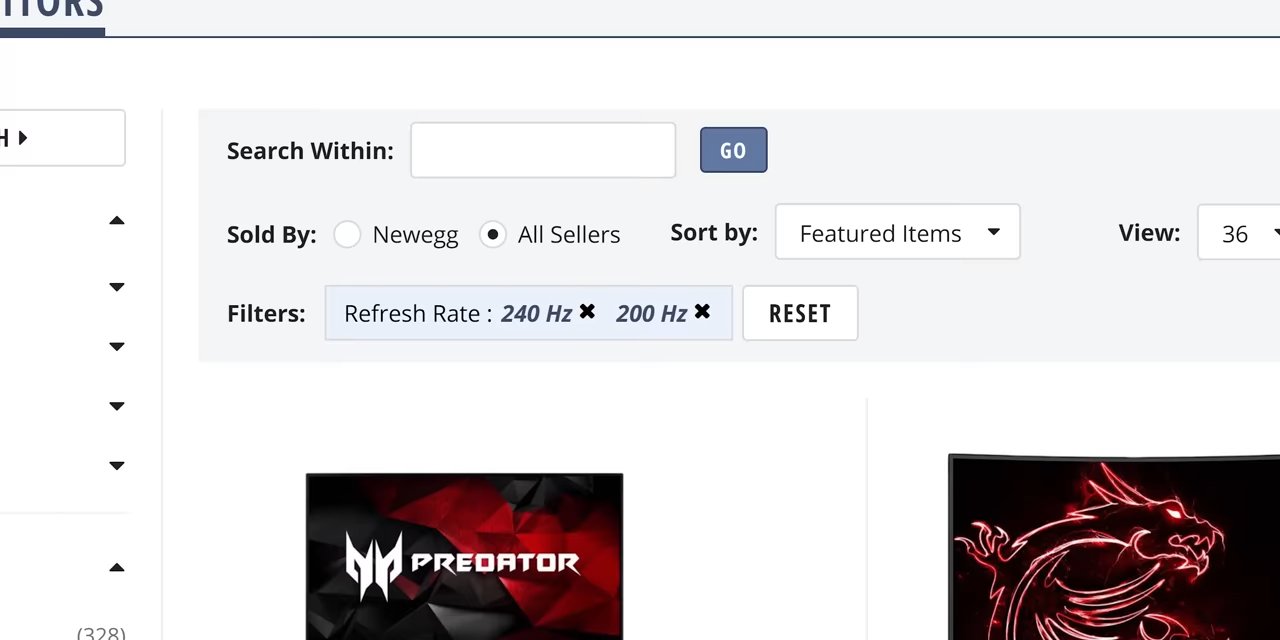 ITORS
H
Search Within:
GO
Sold By: Newegg All Sellers Sort by: Featured Items View: 36
Filters: Refresh Rate : 240 Hz 200 Hz RESET
PREDATOR
(328)